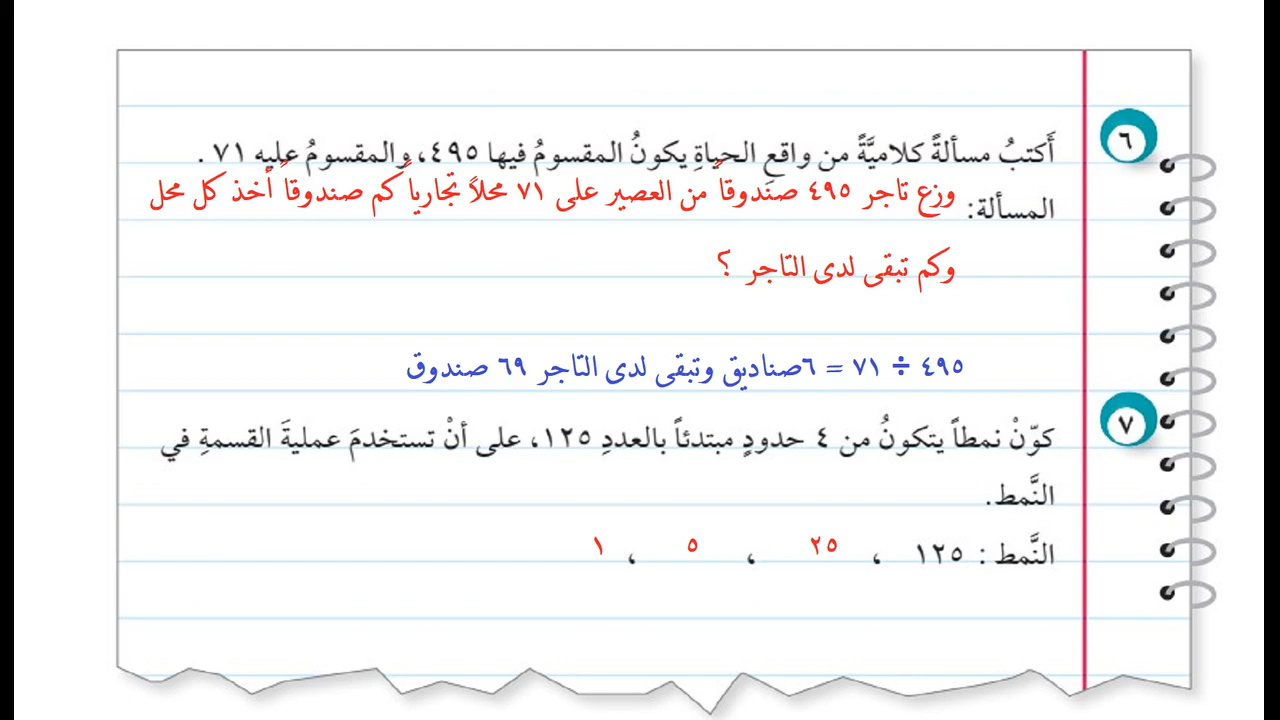 ٦
أَكتبُ مسألةً كلاميَّةً من واقعِ الحياةِ يكونُ المقسومُ فيها ٤٩٥، والمقسومُ عليه ٧١ .
المسألة: وزع تاجر ٤٩٥ صندوقاً من العصير على ٧١ محلاً تجارياً كم صندوقاً أخذ كل محل
وكم تبقى لدى التاجر ؟
٤٩٥ ÷ ٧١ = ٦صناديق وتبقى لدى التاجر ٦٩ صندوق
٧
كوّنْ نمطاً يتكونُ من ٤ حدودٍ مبتدئاً بالعددِ ١٢٥، على أنْ تستخدمَ عمليةَ القسمةِ في
النَّمط.
النَّمط : ١٢٥ ، ٢٥ ، ٥ ، ١